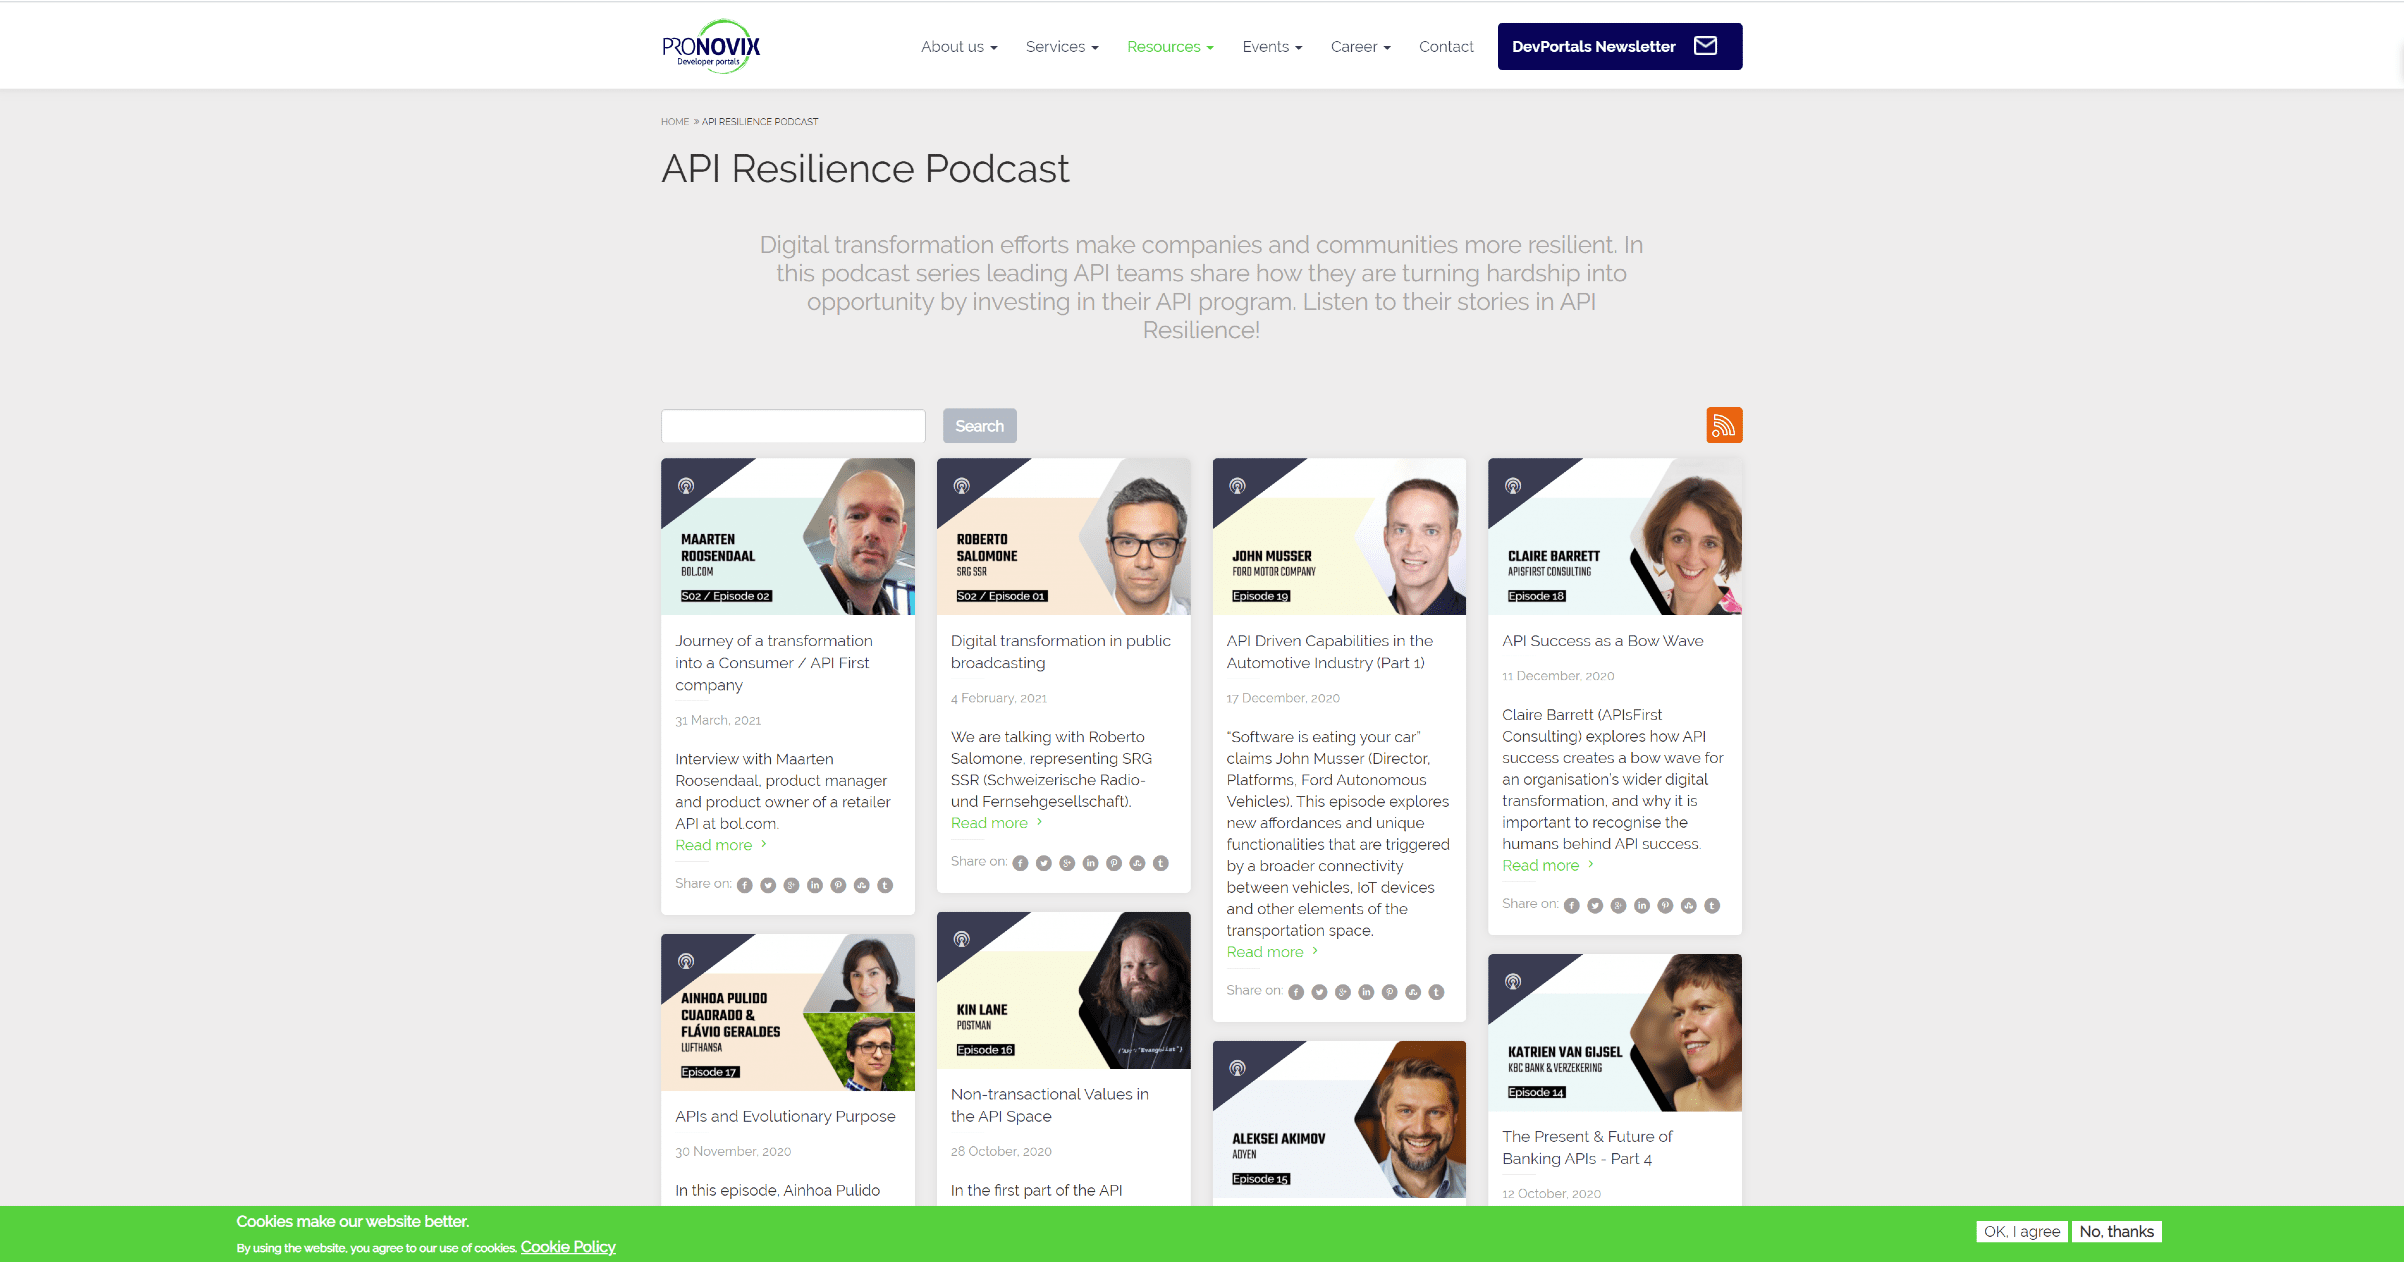 PRONOVIX
Developer portals
About us
Services
Resources
Events
Career
Contact
DevPortals Newsletter
HOME » API RESILIENCE PODCAST
API Resilience Podcast
Digital transformation efforts make companies and communities more resilient. In
this podcast series leading API teams share how they are turning hardship into
opportunity by investing in their API program. Listen to their stories in API
Resilience!
Search
MAARTEN
ROOSENDAAL
BOL.COM
S02 / Episode 02
Journey of a transformation
into a Consumer / API First
company
31 March, 2021
Interview with Maarten
Roosendaal, product manager
and product owner of a retailer
API at bol.com.
Read more
Share on:
ROBERTO
SALOMONE
SRG SSR
S02 / Episode 01
Digital transformation in public
broadcasting
4 February, 2021
We are talking with Roberto
Salomone, representing SRG
SSR (Schweizerische Radio-
und Fernsehgesellschaft).
Read more
Share on:
JOHN MUSSER
FORD MOTOR COMPANY
Episode 19
API Driven Capabilities in the
Automotive Industry (Part 1)
17 December, 2020
“Software is eating your car”
claims John Musser (Director,
Platforms, Ford Autonomous
Vehicles). This episode explores
new affordances and unique
functionalities that are triggered
by a broader connectivity
between vehicles, IoT devices
and other elements of the
transportation space.
Read more
Share on:
CLAIRE BARRETT
APISFIRST CONSULTING
Episode 18
API Success as a Bow Wave
11 December, 2020
Claire Barrett (APIsFirst
Consulting) explores how API
success creates a bow wave for
an organisation’s wider digital
transformation, and why it is
important to recognise the
humans behind API success.
Read more
Share on:
AINHOA PULIDO
CUADRADO &
FLÁVIO GERALDES
LUFTHANSA
Episode 17
APIs and Evolutionary Purpose
30 November, 2020
In this episode, Ainhoa Pulido
KIN LANE
POSTMAN
Episode 16
Non-transactional Values in
the API Space
28 October, 2020
In the first part of the API
ALEKSEI AKIMOV
ADYEN
Episode 15
KATRIEN VAN GIJSEL
KBC BANK & VERZEKERING
Episode 14
The Present & Future of
Banking APIs - Part 4
12 October, 2020
Cookies make our website better.
By using the website, you agree to our use of cookies. Cookie Policy
OK, I agree
No, thanks